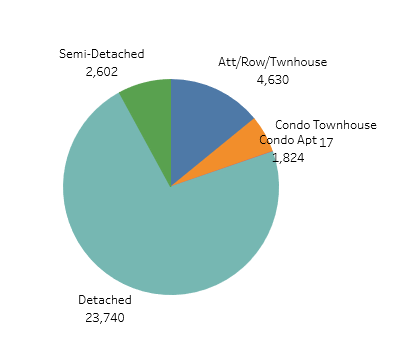 Semi-Detached
2,602
Att/Row/Twnhouse
4,630
Condo Townhouse
17
Condo Apt
1,824
Detached
23,740